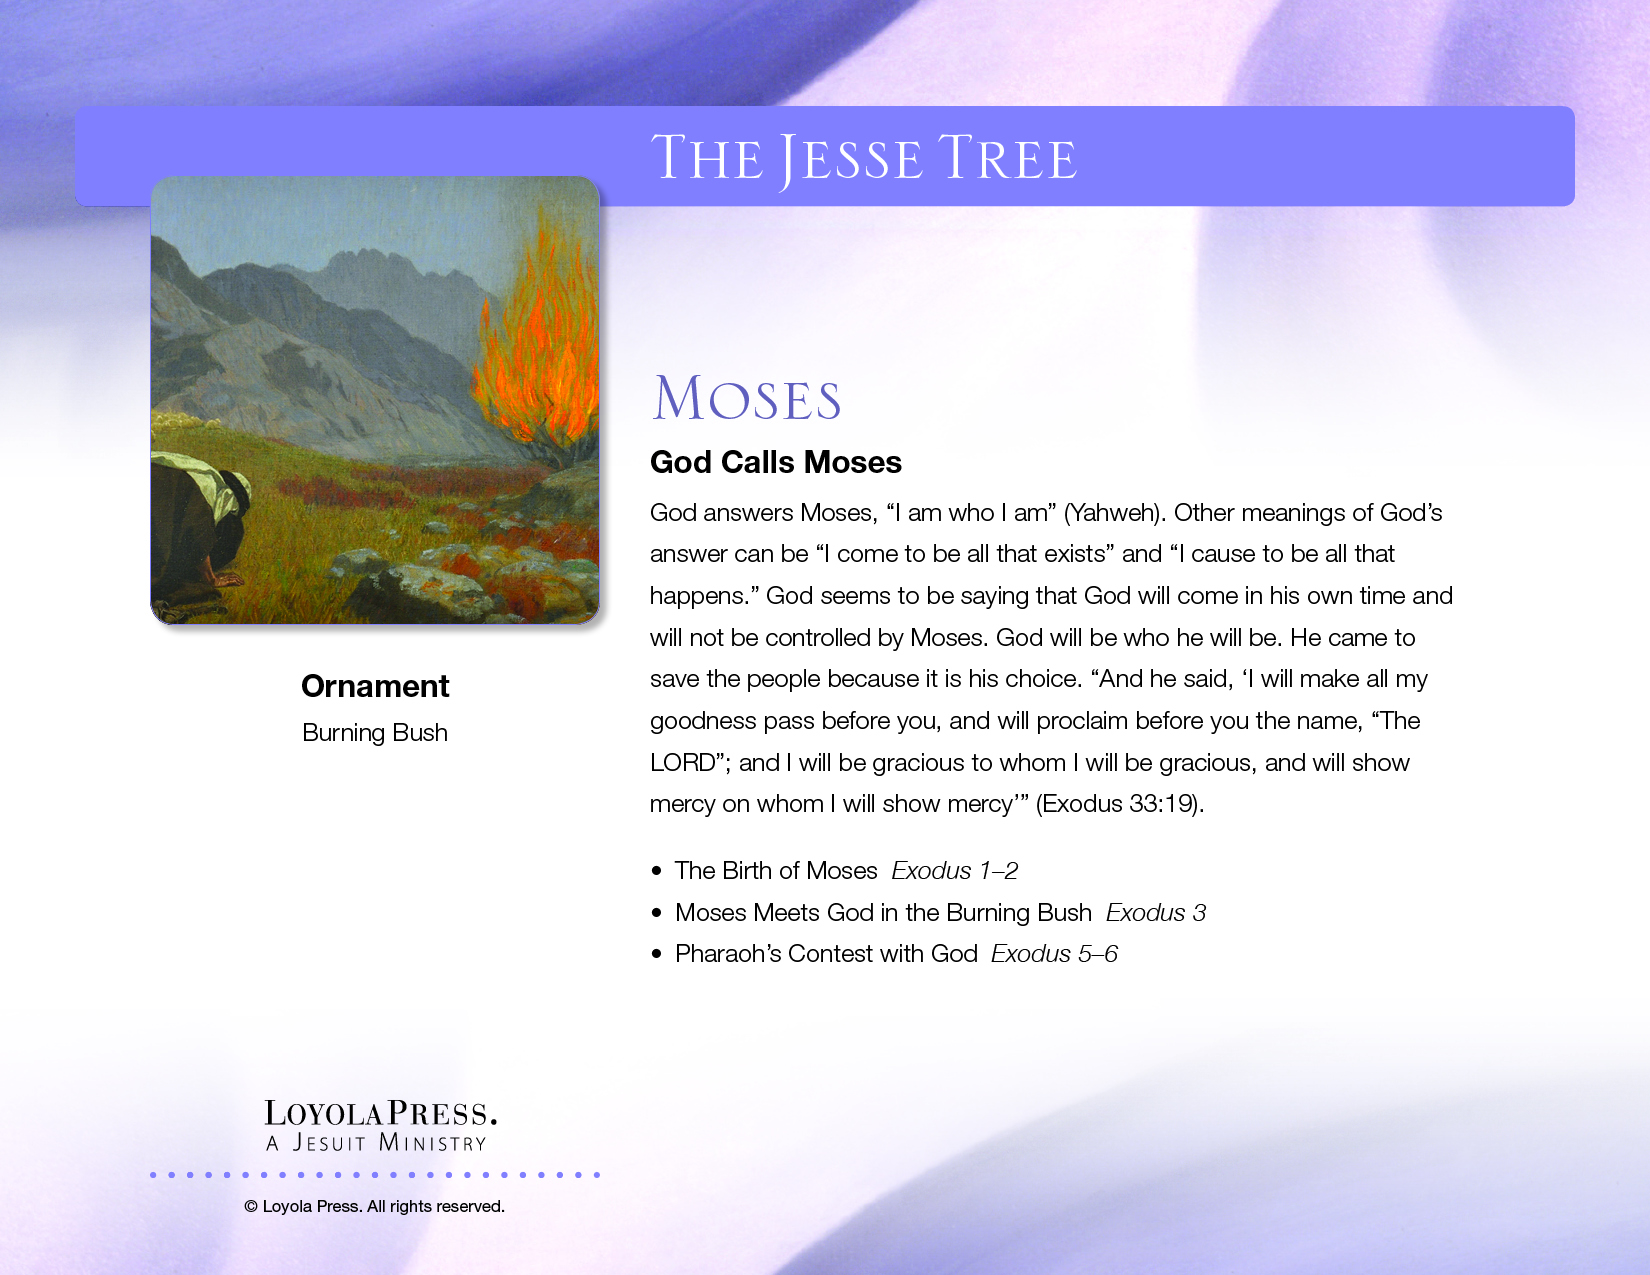 The Jesse Tree
Moses
God Calls Moses
God answers Moses, “I am who I am” (Yahweh). Other meanings of God’s
answer can be “I come to be all that exists” and “I cause to be all that
happens.” God seems to be saying that God will come in his own time and
will not be controlled by Moses. God will be who he will be. He came to
save the people because it is his choice. “And he said, ‘I will make all my
goodness pass before you, and will proclaim before you the name, “The
LORD”; and I will be gracious to whom I will be gracious, and will show
mercy on whom I will show mercy’” (Exodus 33:19).
• The Birth of Moses Exodus 1–2
• Moses Meets God in the Burning Bush Exodus 3
• Pharaoh’s Contest with God Exodus 5–6
Ornament
Burning Bush
LoyolaPress.
A Jesuit Ministry
© Loyola Press. All rights reserved.